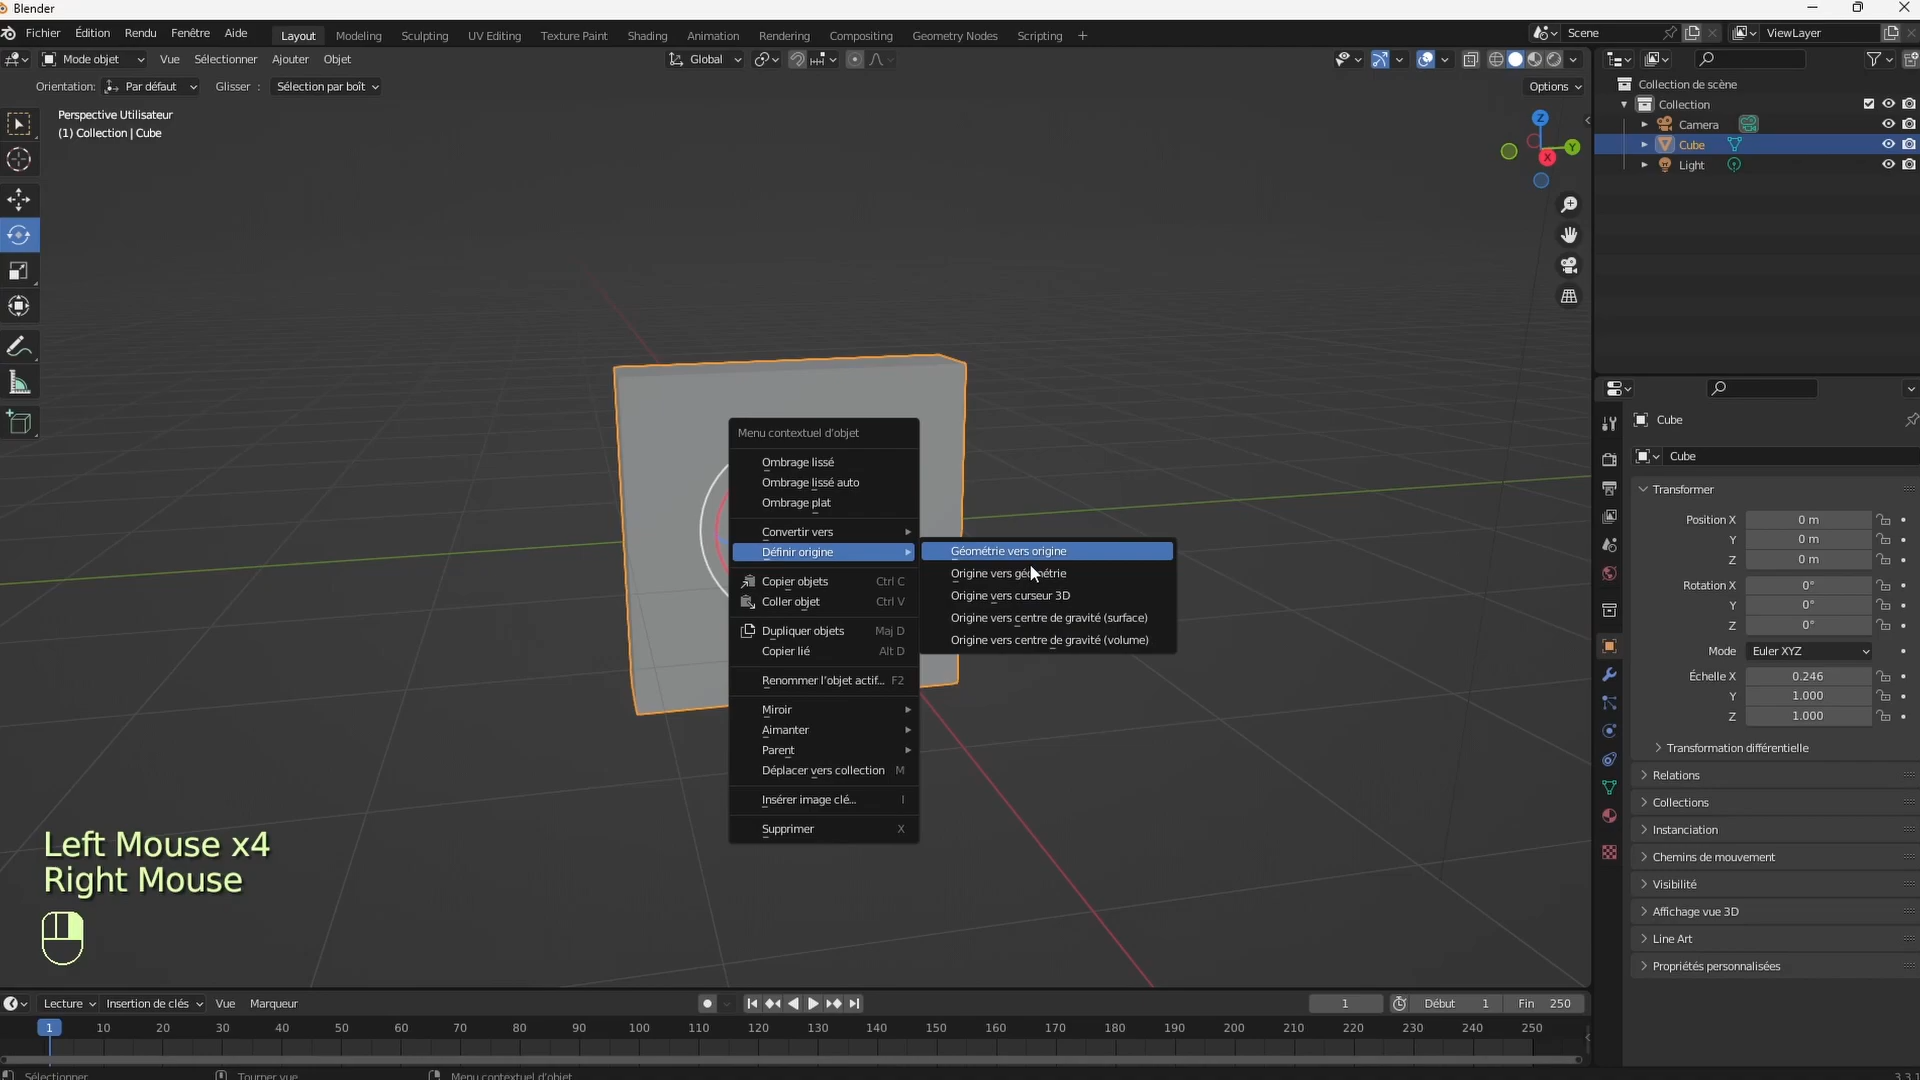 Blender
Fichier Édition Rendu Fenêtre Aide Layout Modeling Sculpting UV Editing Texture Paint Shading Animation Rendering Compositing Geometry Nodes Scripting + Scene ViewLayer
Mode objet Vue Sélectionner Ajouter Objet Global
Orientation: Par défaut Glisser : Sélection par boît Options
Perspective Utilisateur
(1) Collection | Cube
Z
Y
X
Collection de scène
Collection
Camera
Cube
Light
Menu contextuel d'objet
Ombrage lissé
Ombrage lissé auto
Ombrage plat
Convertir vers
Définir origine
Copier objets Ctrl C
Coller objet Ctrl V
Dupliquer objets Maj D
Copier lié Alt D
Renommer l'objet actif... F2
Miroir
Aimanter
Parent
Déplacer vers collection M
Insérer image clé... I
Supprimer X
Géométrie vers origine
Origine vers géométrie
Origine vers curseur 3D
Origine vers centre de gravité (surface)
Origine vers centre de gravité (volume)
Cube
Cube
Transformer
Position X 0 m
Y 0 m
Z 0 m
Rotation X 0°
Y 0°
Z 0°
Mode Euler XYZ
Échelle X 0.246
Y 1.000
Z 1.000
Transformation différentielle
Relations
Collections
Instanciation
Chemins de mouvement
Visibilité
Affichage vue 3D
Line Art
Propriétés personnalisées
Left Mouse x4
Right Mouse
Lecture Insertion de clés Vue Marqueur 1 Début 1 Fin 250
1 10 20 30 40 50 60 70 80 90 100 110 120 130 140 150 160 170 180 190 200 210 220 230 240 250
Sélectionner Tourner vue Menu contextuel d'objet 3.3.1